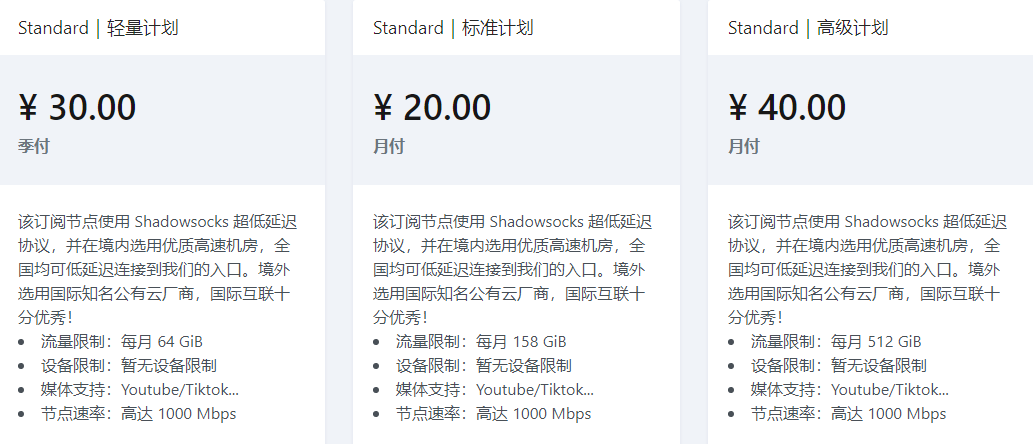 Standard｜轻量计划
¥ 30.00
季付
该订阅节点使用 Shadowsocks 超低延迟
协议，并在境内选用优质高速机房，全
国均可低延迟连接到我们的入口。境外
选用国际知名公有云厂商，国际互联十
分优秀！
• 流量限制：每月 64 GiB
• 设备限制：暂无设备限制
• 媒体支持：Youtube/Tiktok...
• 节点速率：高达 1000 Mbps
Standard｜标准计划
¥ 20.00
月付
该订阅节点使用 Shadowsocks 超低延迟
协议，并在境内选用优质高速机房，全
国均可低延迟连接到我们的入口。境外
选用国际知名公有云厂商，国际互联十
分优秀！
• 流量限制：每月 158 GiB
• 设备限制：暂无设备限制
• 媒体支持：Youtube/Tiktok...
• 节点速率：高达 1000 Mbps
Standard｜高级计划
¥ 40.00
月付
该订阅节点使用 Shadowsocks 超低延迟
协议，并在境内选用优质高速机房，全
国均可低延迟连接到我们的入口。境外
选用国际知名公有云厂商，国际互联十
分优秀！
• 流量限制：每月 512 GiB
• 设备限制：暂无设备限制
• 媒体支持：Youtube/Tiktok...
• 节点速率：高达 1000 Mbps